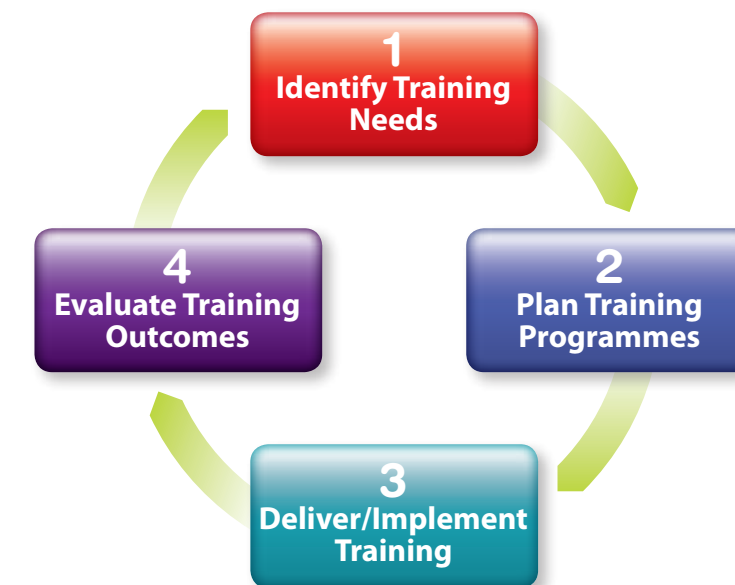 1
Identify Training
Needs
2
Plan Training
Programmes
3
Deliver/Implement
Training
4
Evaluate Training
Outcomes